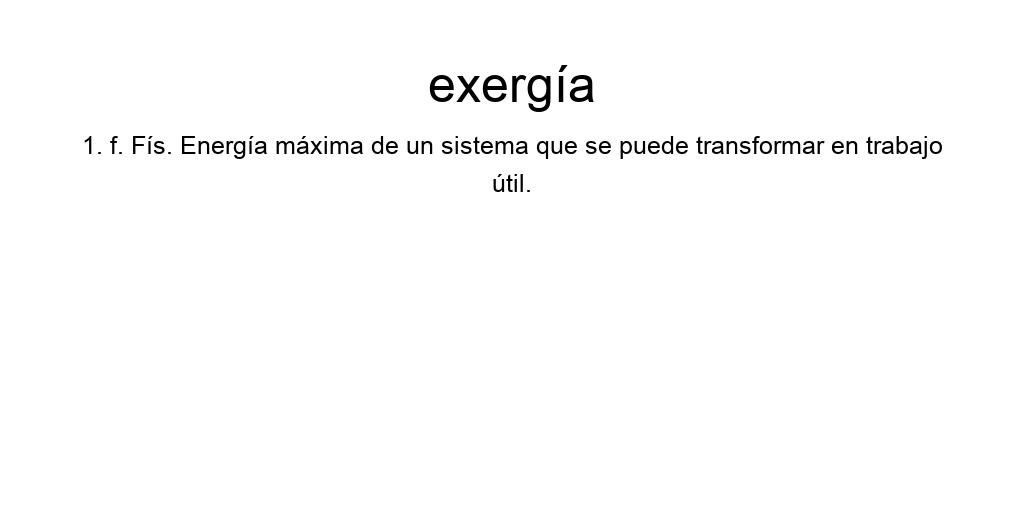 exergía
1. f. Fís. Energía máxima de un sistema que se puede transformar en trabajo
útil.